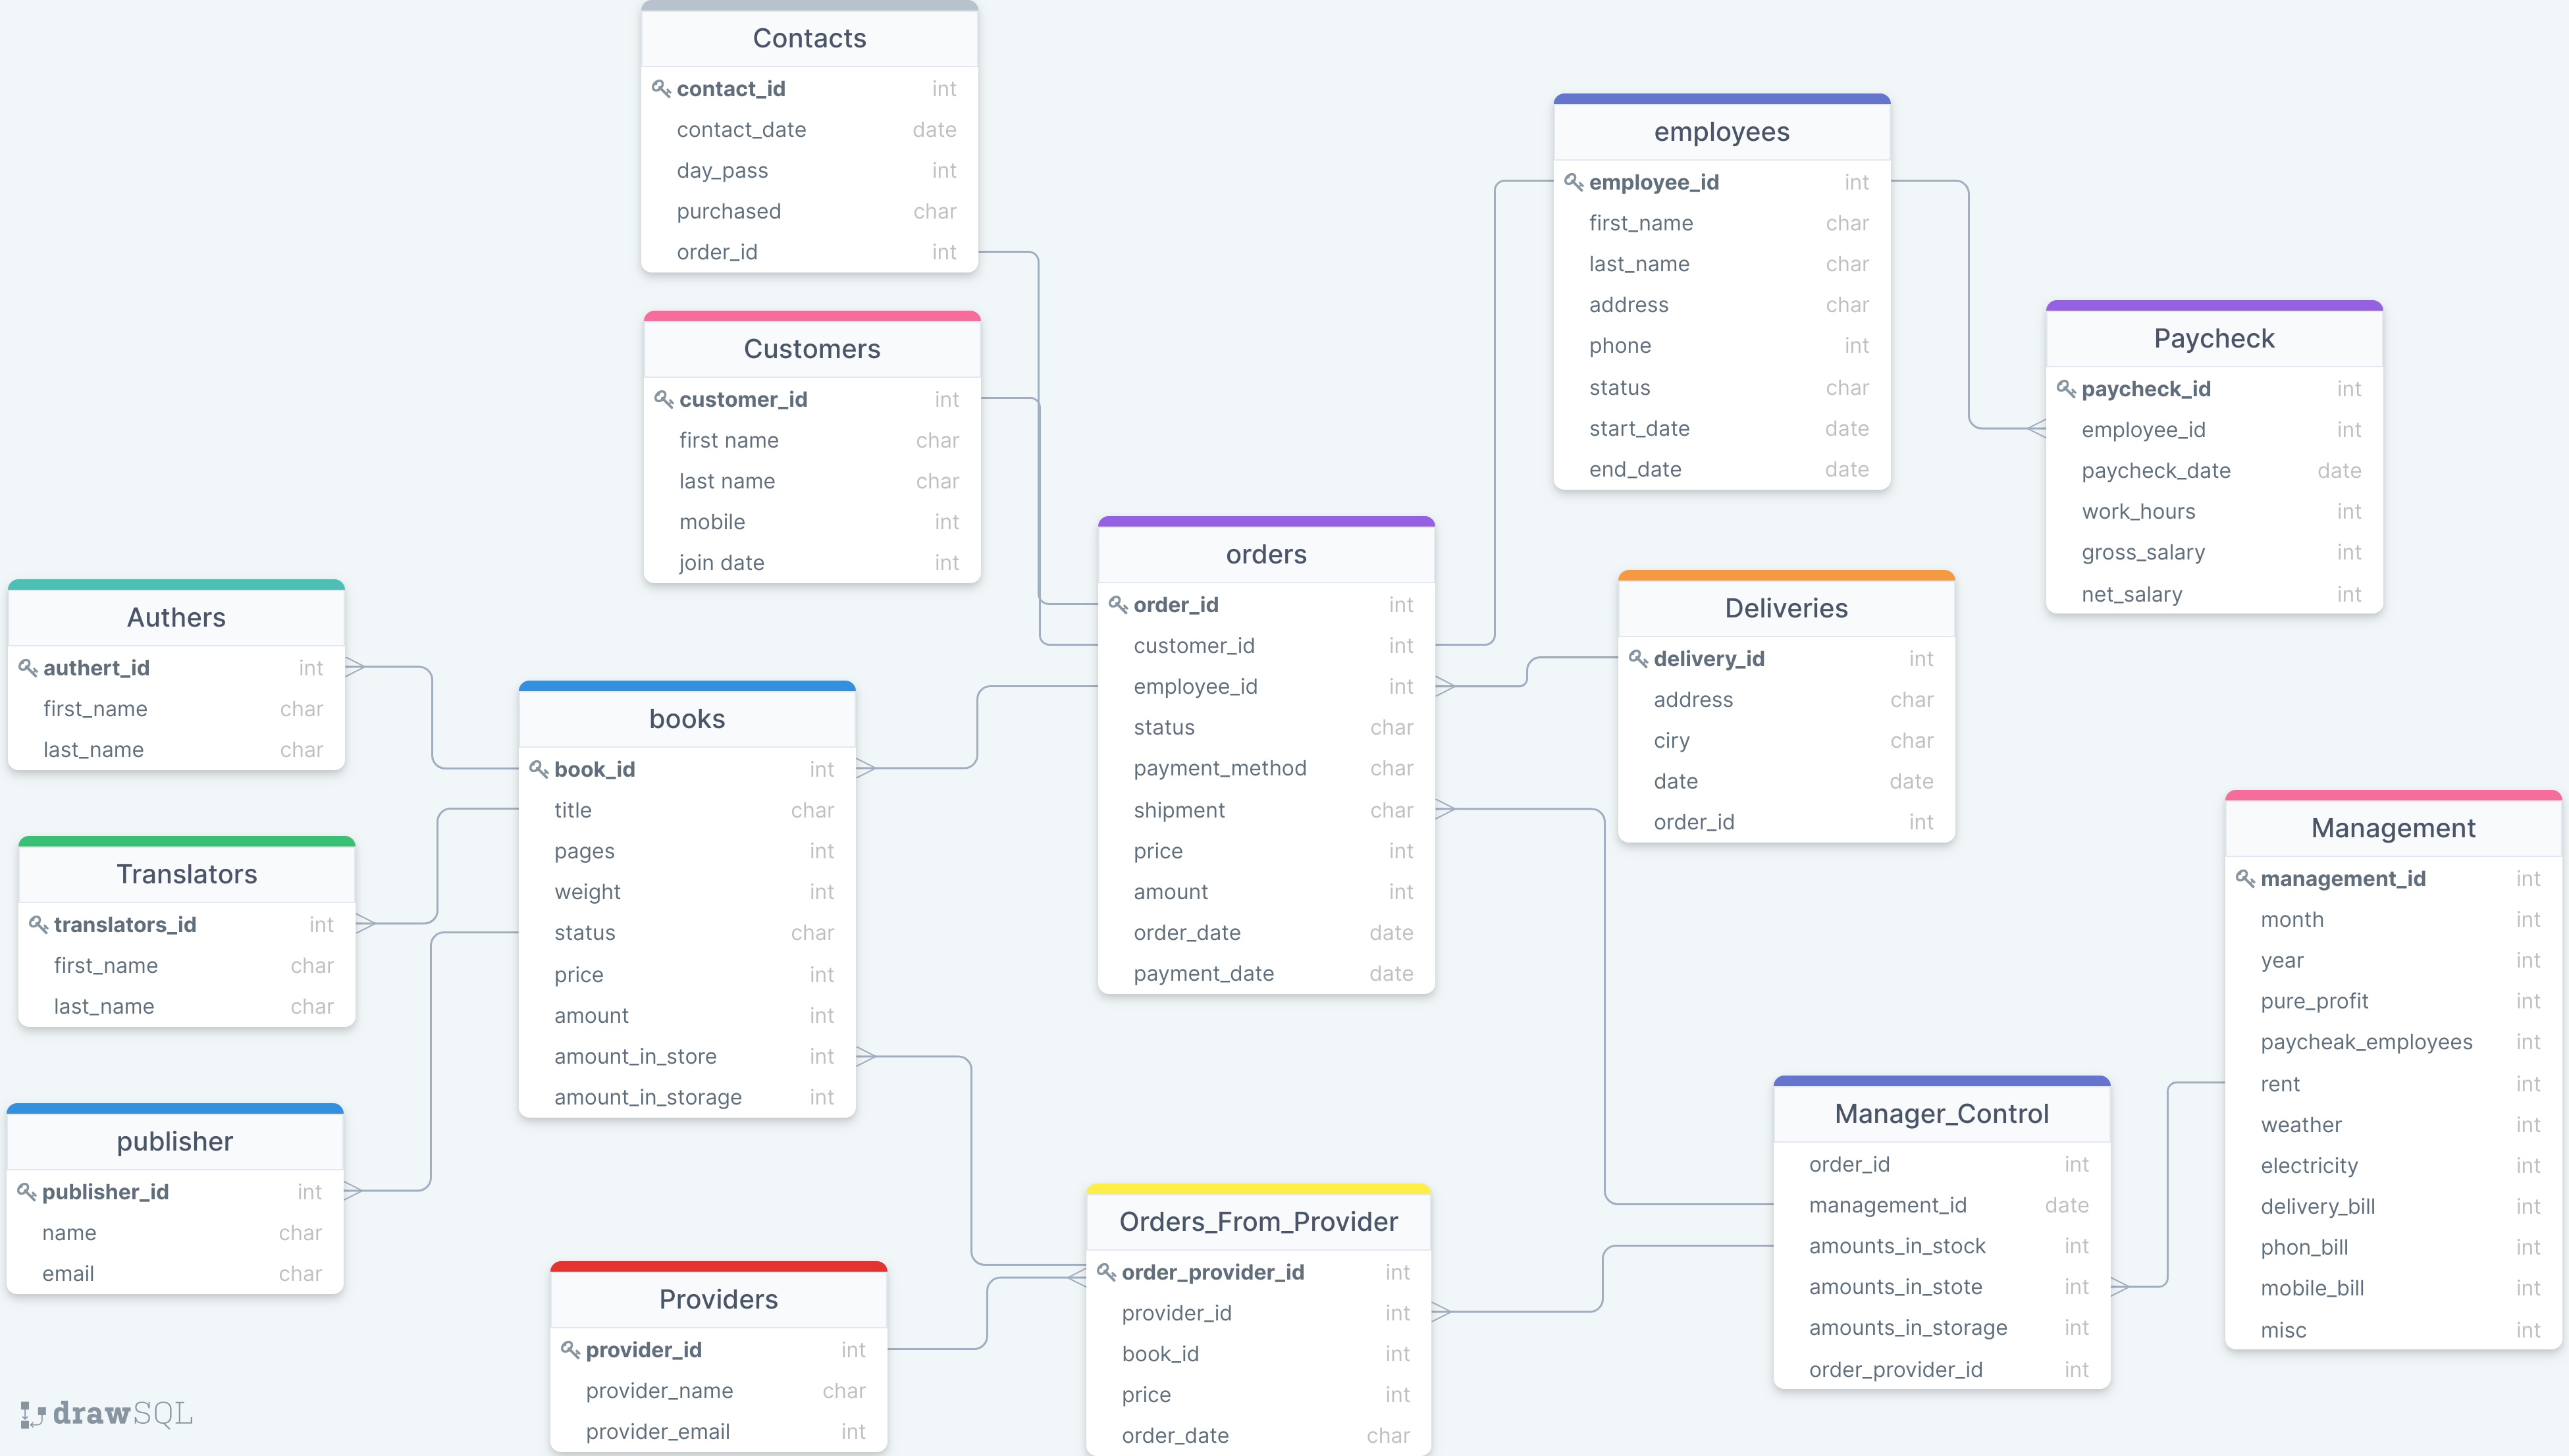 Contacts
contact_id int
contact_date date
day_pass int
purchased char
order_id int
Customers
customer_id int
first name char
last name char
mobile int
join date int
employees
employee_id int
first_name char
last_name char
address char
phone int
status char
start_date date
end_date date
Paycheck
paycheck_id int
employee_id int
paycheck_date date
work_hours int
gross_salary int
net_salary int
Authers
authert_id int
first_name char
last_name char
Translators
translators_id int
first_name char
last_name char
publisher
publisher_id int
name char
email char
books
book_id int
title char
pages int
weight int
status char
price int
amount int
amount_in_store int
amount_in_storage int
orders
order_id int
customer_id int
employee_id int
status char
payment_method char
shipment char
price int
amount int
order_date date
payment_date date
Deliveries
delivery_id int
address char
ciry char
date date
order_id int
Management
management_id int
month int
year int
pure_profit int
paycheak_employees int
rent int
weather int
electricity int
delivery_bill int
phon_bill int
mobile_bill int
misc int
Manager_Control
order_id int
management_id date
amounts_in_stock int
amounts_in_stote int
amounts_in_storage int
order_provider_id int
Orders_From_Provider
order_provider_id int
provider_id int
book_id int
price int
order_date char
Providers
provider_id int
provider_name char
provider_email int
drawSQL